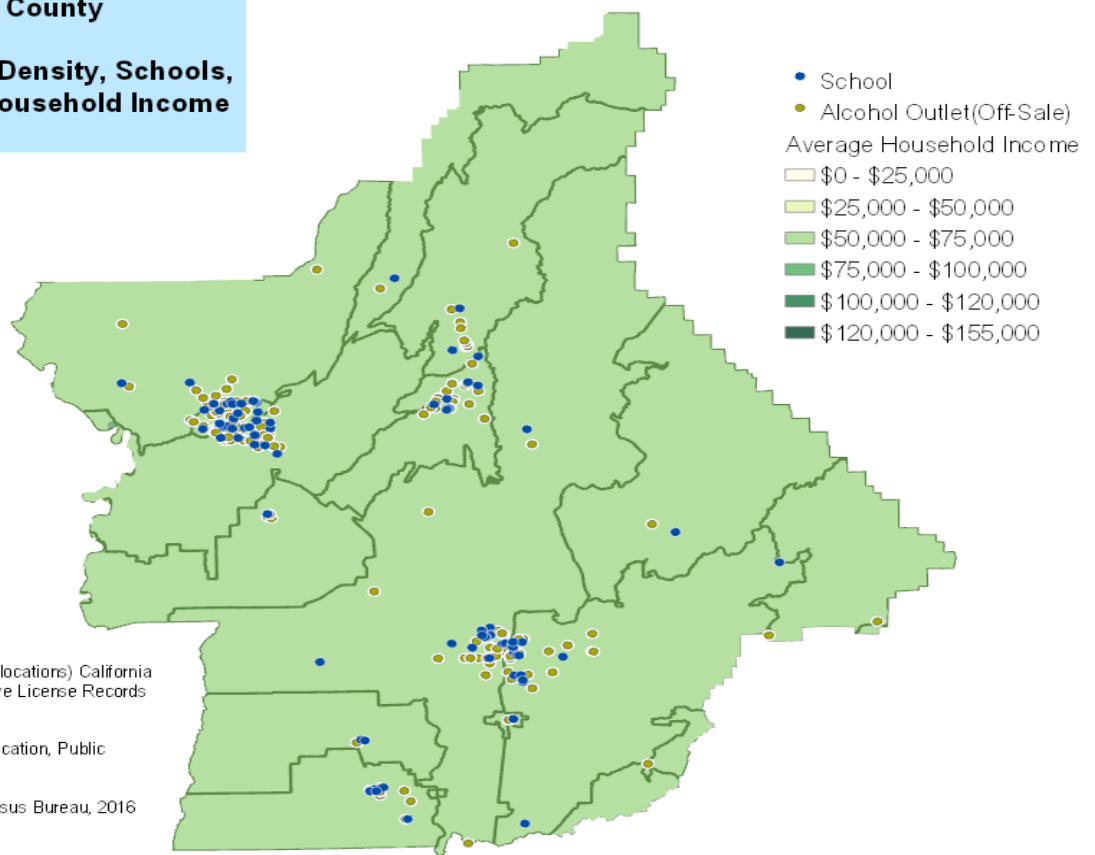 County
Density, Schools,
ousehold Income
School
Alcohol Outlet(Off-Sale)
Average Household Income
$0 - $25,000
$25,000 - $50,000
$50,000 - $75,000
$75,000 - $100,000
$100,000 - $120,000
$120,000 - $155,000
locations) California
e License Records
cation, Public
sus Bureau, 2016